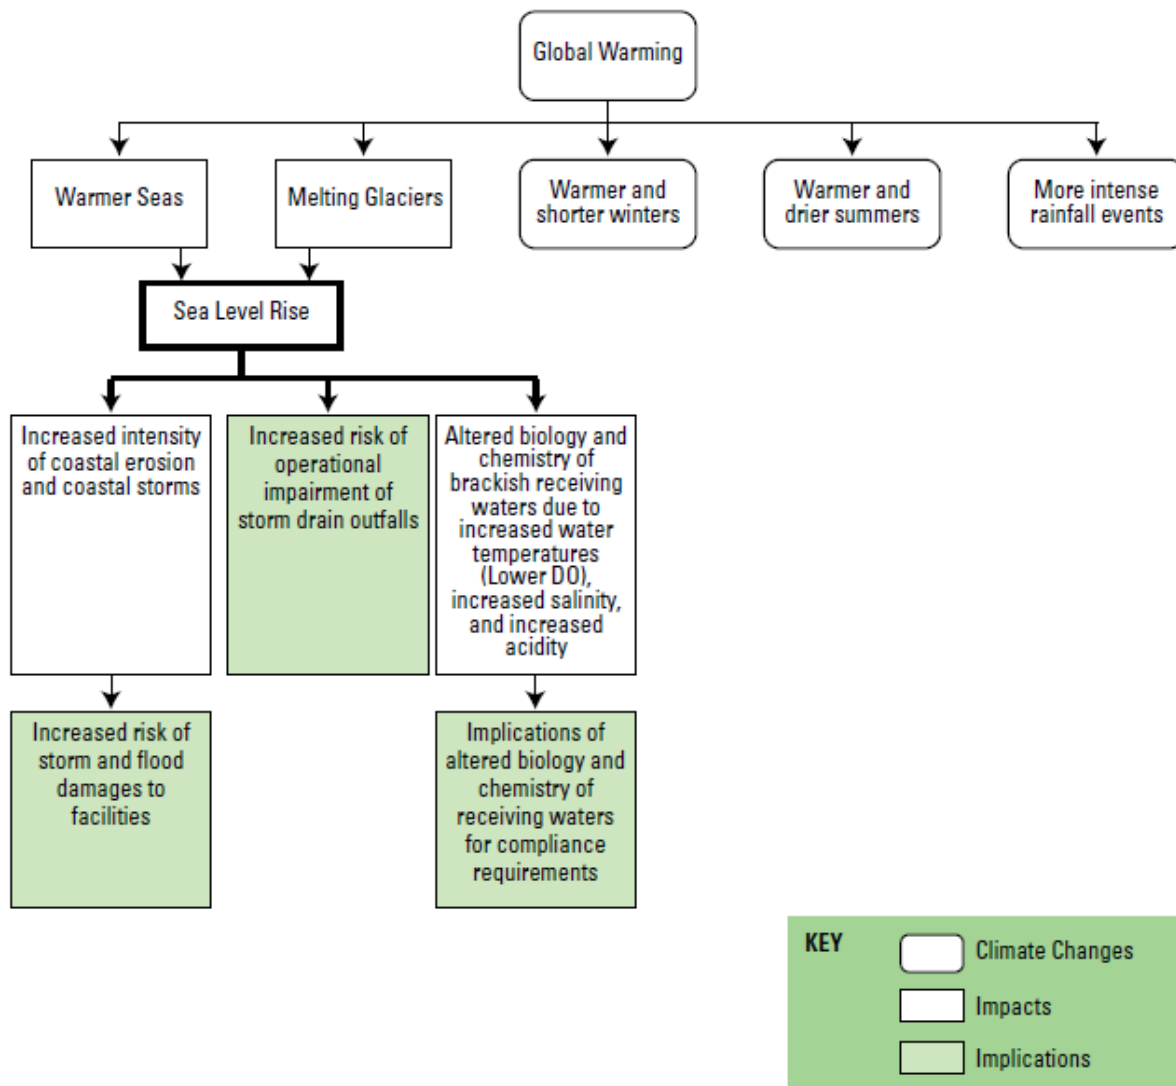 Global Warming
Warmer Seas
Melting Glaciers
Warmer and
shorter winters
Warmer and
drier summers
More intense
rainfall events
Sea Level Rise
Increased intensity
of coastal erosion
and coastal storms
Increased risk of
operational
impairment of
storm drain outfalls
Altered biology and
chemistry of
brackish receiving
waters due to
increased water
temperatures
(Lower DO),
increased salinity,
and increased
acidity
Increased risk of
storm and flood
damages to
facilities
Implications of
altered biology and
chemistry of
receiving waters
for compliance
requirements
KEY
Climate Changes
Impacts
Implications